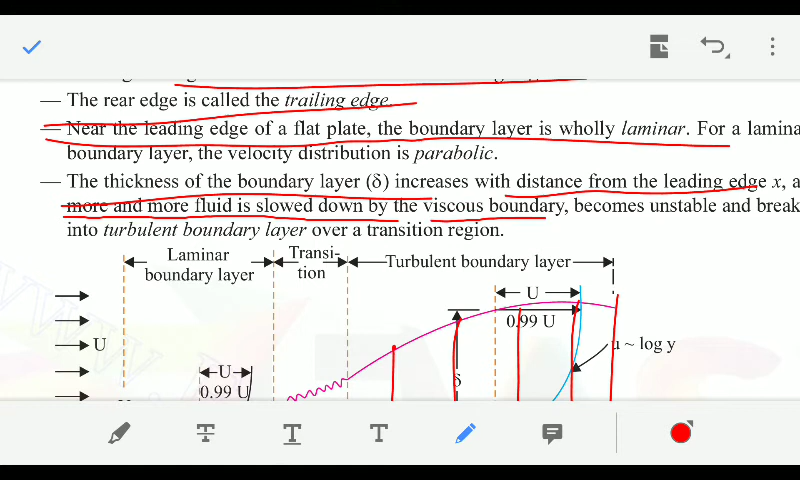 — The rear edge is called the trailing edge.
— Near the leading edge of a flat plate, the boundary layer is wholly laminar. For a lamina
boundary layer, the velocity distribution is parabolic.
— The thickness of the boundary layer (δ) increases with distance from the leading edge x, a
more and more fluid is slowed down by the viscous boundary, becomes unstable and break
into turbulent boundary layer over a transition region.
Laminar
boundary layer
Transi-
tion
Turbulent boundary layer
U
0.99 U
U
u ~ log y
U
0.99 U
δ
T
T
T